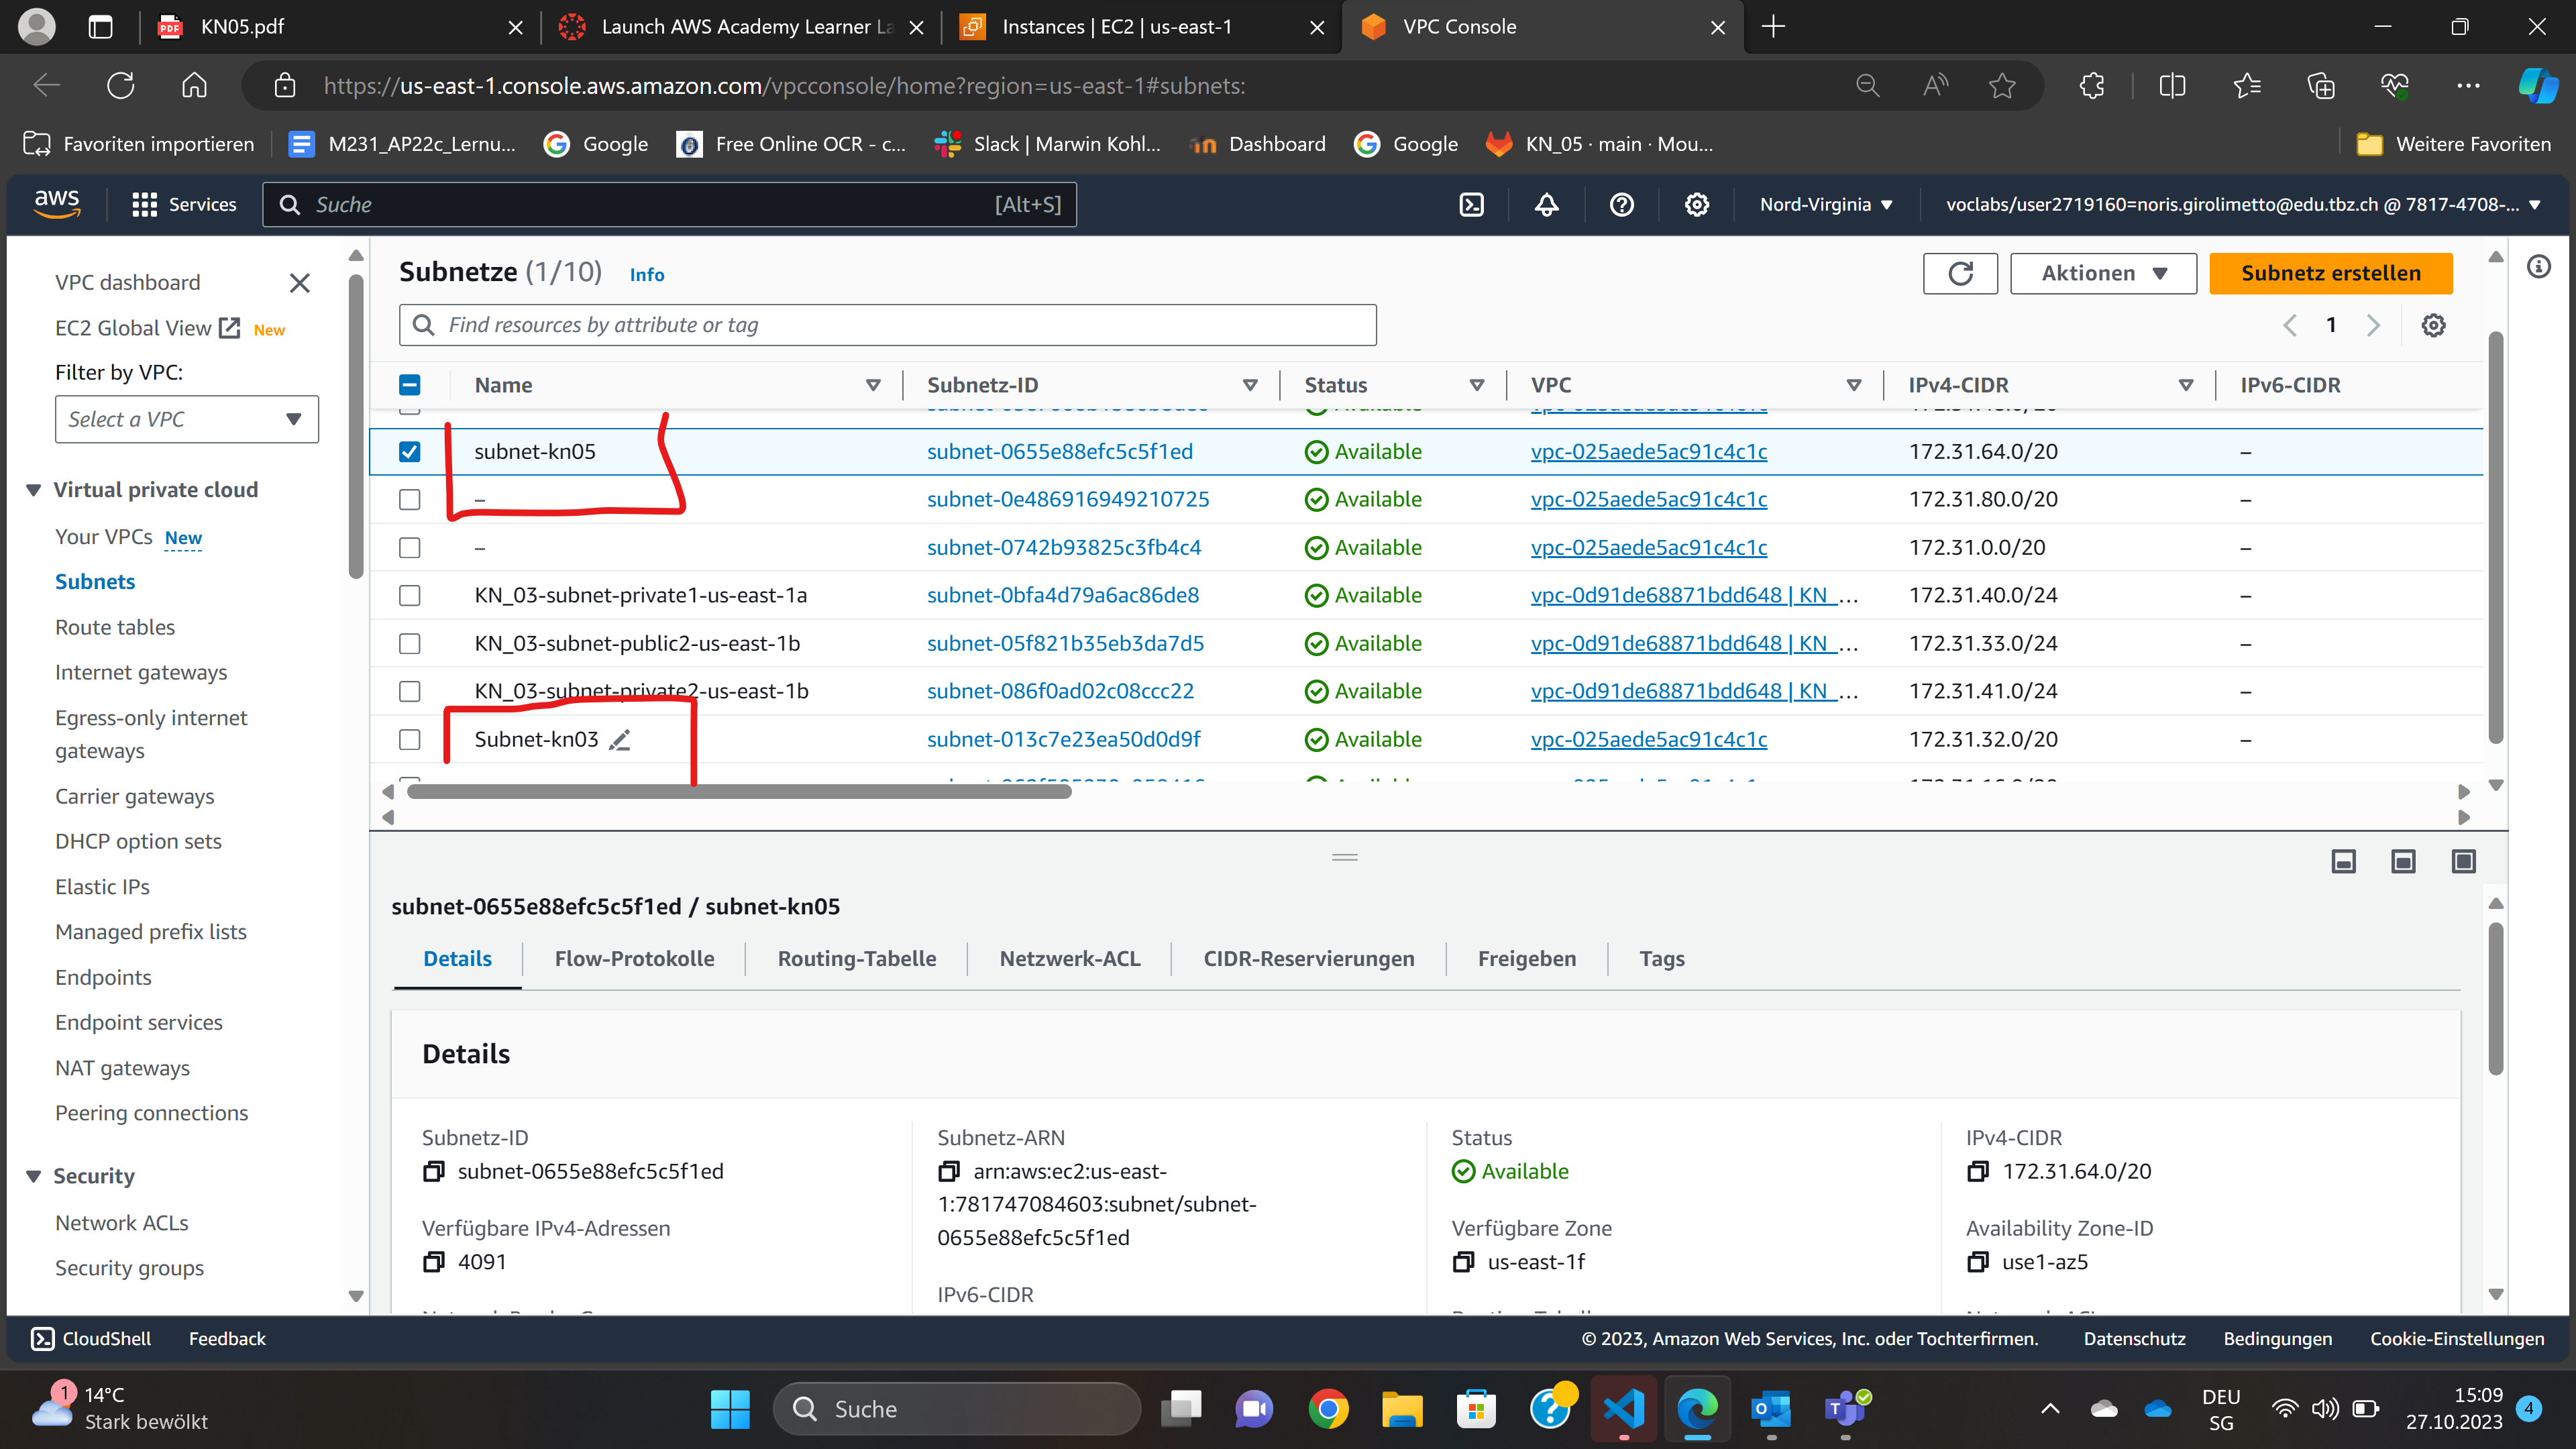 KN05.pdf
Launch AWS Academy Learner La
Instances | EC2 | us-east-1
VPC Console
https://us-east-1.console.aws.amazon.com/vpcconsole/home?region=us-east-1#subnets:
Favoriten importieren
M231_AP22c_Lernu...
Google
Free Online OCR - c...
Slack | Marwin Kohl...
Dashboard
Google
KN_05 · main · Mou...
Weitere Favoriten
aws
Services
Suche
[Alt+S]
Nord-Virginia
voclabs/user2719160=noris.girolimetto@edu.tbz.ch @ 7817-4708-...
VPC dashboard
EC2 Global View New
Filter by VPC:
Select a VPC
Virtual private cloud
Your VPCs New
Subnets
Route tables
Internet gateways
Egress-only internet
gateways
Carrier gateways
DHCP option sets
Elastic IPs
Managed prefix lists
Endpoints
Endpoint services
NAT gateways
Peering connections
Security
Network ACLs
Security groups
Subnetze (1/10) Info
Aktionen
Subnetz erstellen
Find resources by attribute or tag
1
Name Subnetz-ID Status VPC IPv4-CIDR IPv6-CIDR
subnet-kn05 subnet-0655e88efc5c5f1ed Available vpc-025aede5ac91c4c1c 172.31.64.0/20 –
– subnet-0e486916949210725 Available vpc-025aede5ac91c4c1c 172.31.80.0/20 –
– subnet-0742b93825c3fb4c4 Available vpc-025aede5ac91c4c1c 172.31.0.0/20 –
KN_03-subnet-private1-us-east-1a subnet-0bfa4d79a6ac86de8 Available vpc-0d91de68871bdd648 | KN_... 172.31.40.0/24 –
KN_03-subnet-public2-us-east-1b subnet-05f821b35eb3da7d5 Available vpc-0d91de68871bdd648 | KN_... 172.31.33.0/24 –
KN_03-subnet-private2-us-east-1b subnet-086f0ad02c08ccc22 Available vpc-0d91de68871bdd648 | KN_... 172.31.41.0/24 –
Subnet-kn03 subnet-013c7e23ea50d0d9f Available vpc-025aede5ac91c4c1c 172.31.32.0/20 –
subnet-0655e88efc5c5f1ed / subnet-kn05
Details Flow-Protokolle Routing-Tabelle Netzwerk-ACL CIDR-Reservierungen Freigeben Tags
Details
Subnetz-ID
subnet-0655e88efc5c5f1ed
Verfügbare IPv4-Adressen
4091
Subnetz-ARN
arn:aws:ec2:us-east-
1:781747084603:subnet/subnet-
0655e88efc5c5f1ed
IPv6-CIDR
Status
Available
Verfügbare Zone
us-east-1f
IPv4-CIDR
172.31.64.0/20
Availability Zone-ID
use1-az5
CloudShell
Feedback
© 2023, Amazon Web Services, Inc. oder Tochterfirmen.
Datenschutz
Bedingungen
Cookie-Einstellungen
1
14°C
Stark bewölkt
Suche
DEU
SG
15:09
27.10.2023
4